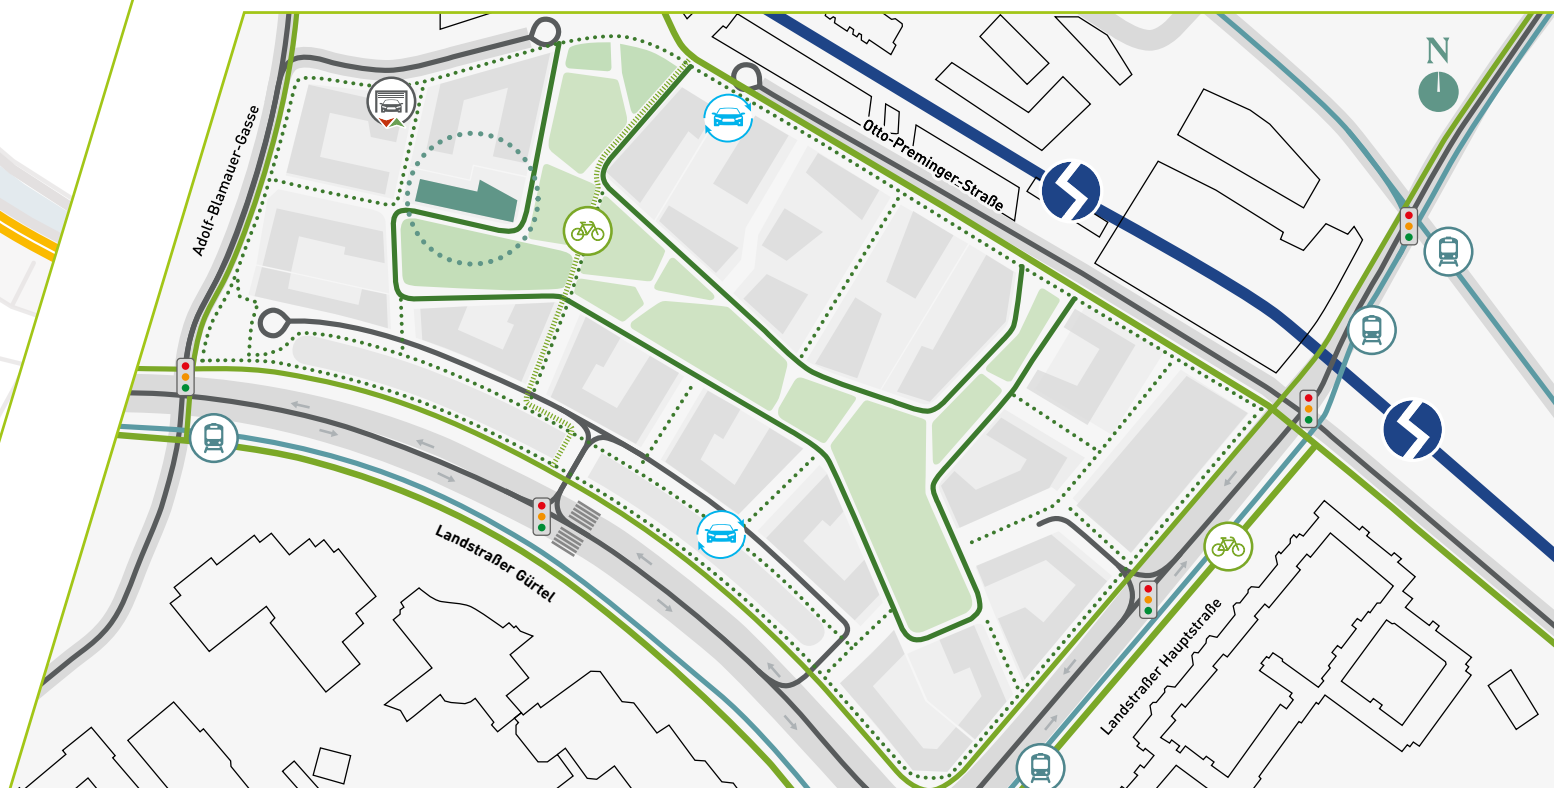 N
Adolf-Blamauer-Gasse
Otto-Preminger-Straße
Landstraßer Gürtel
Landstraßer Hauptstraße